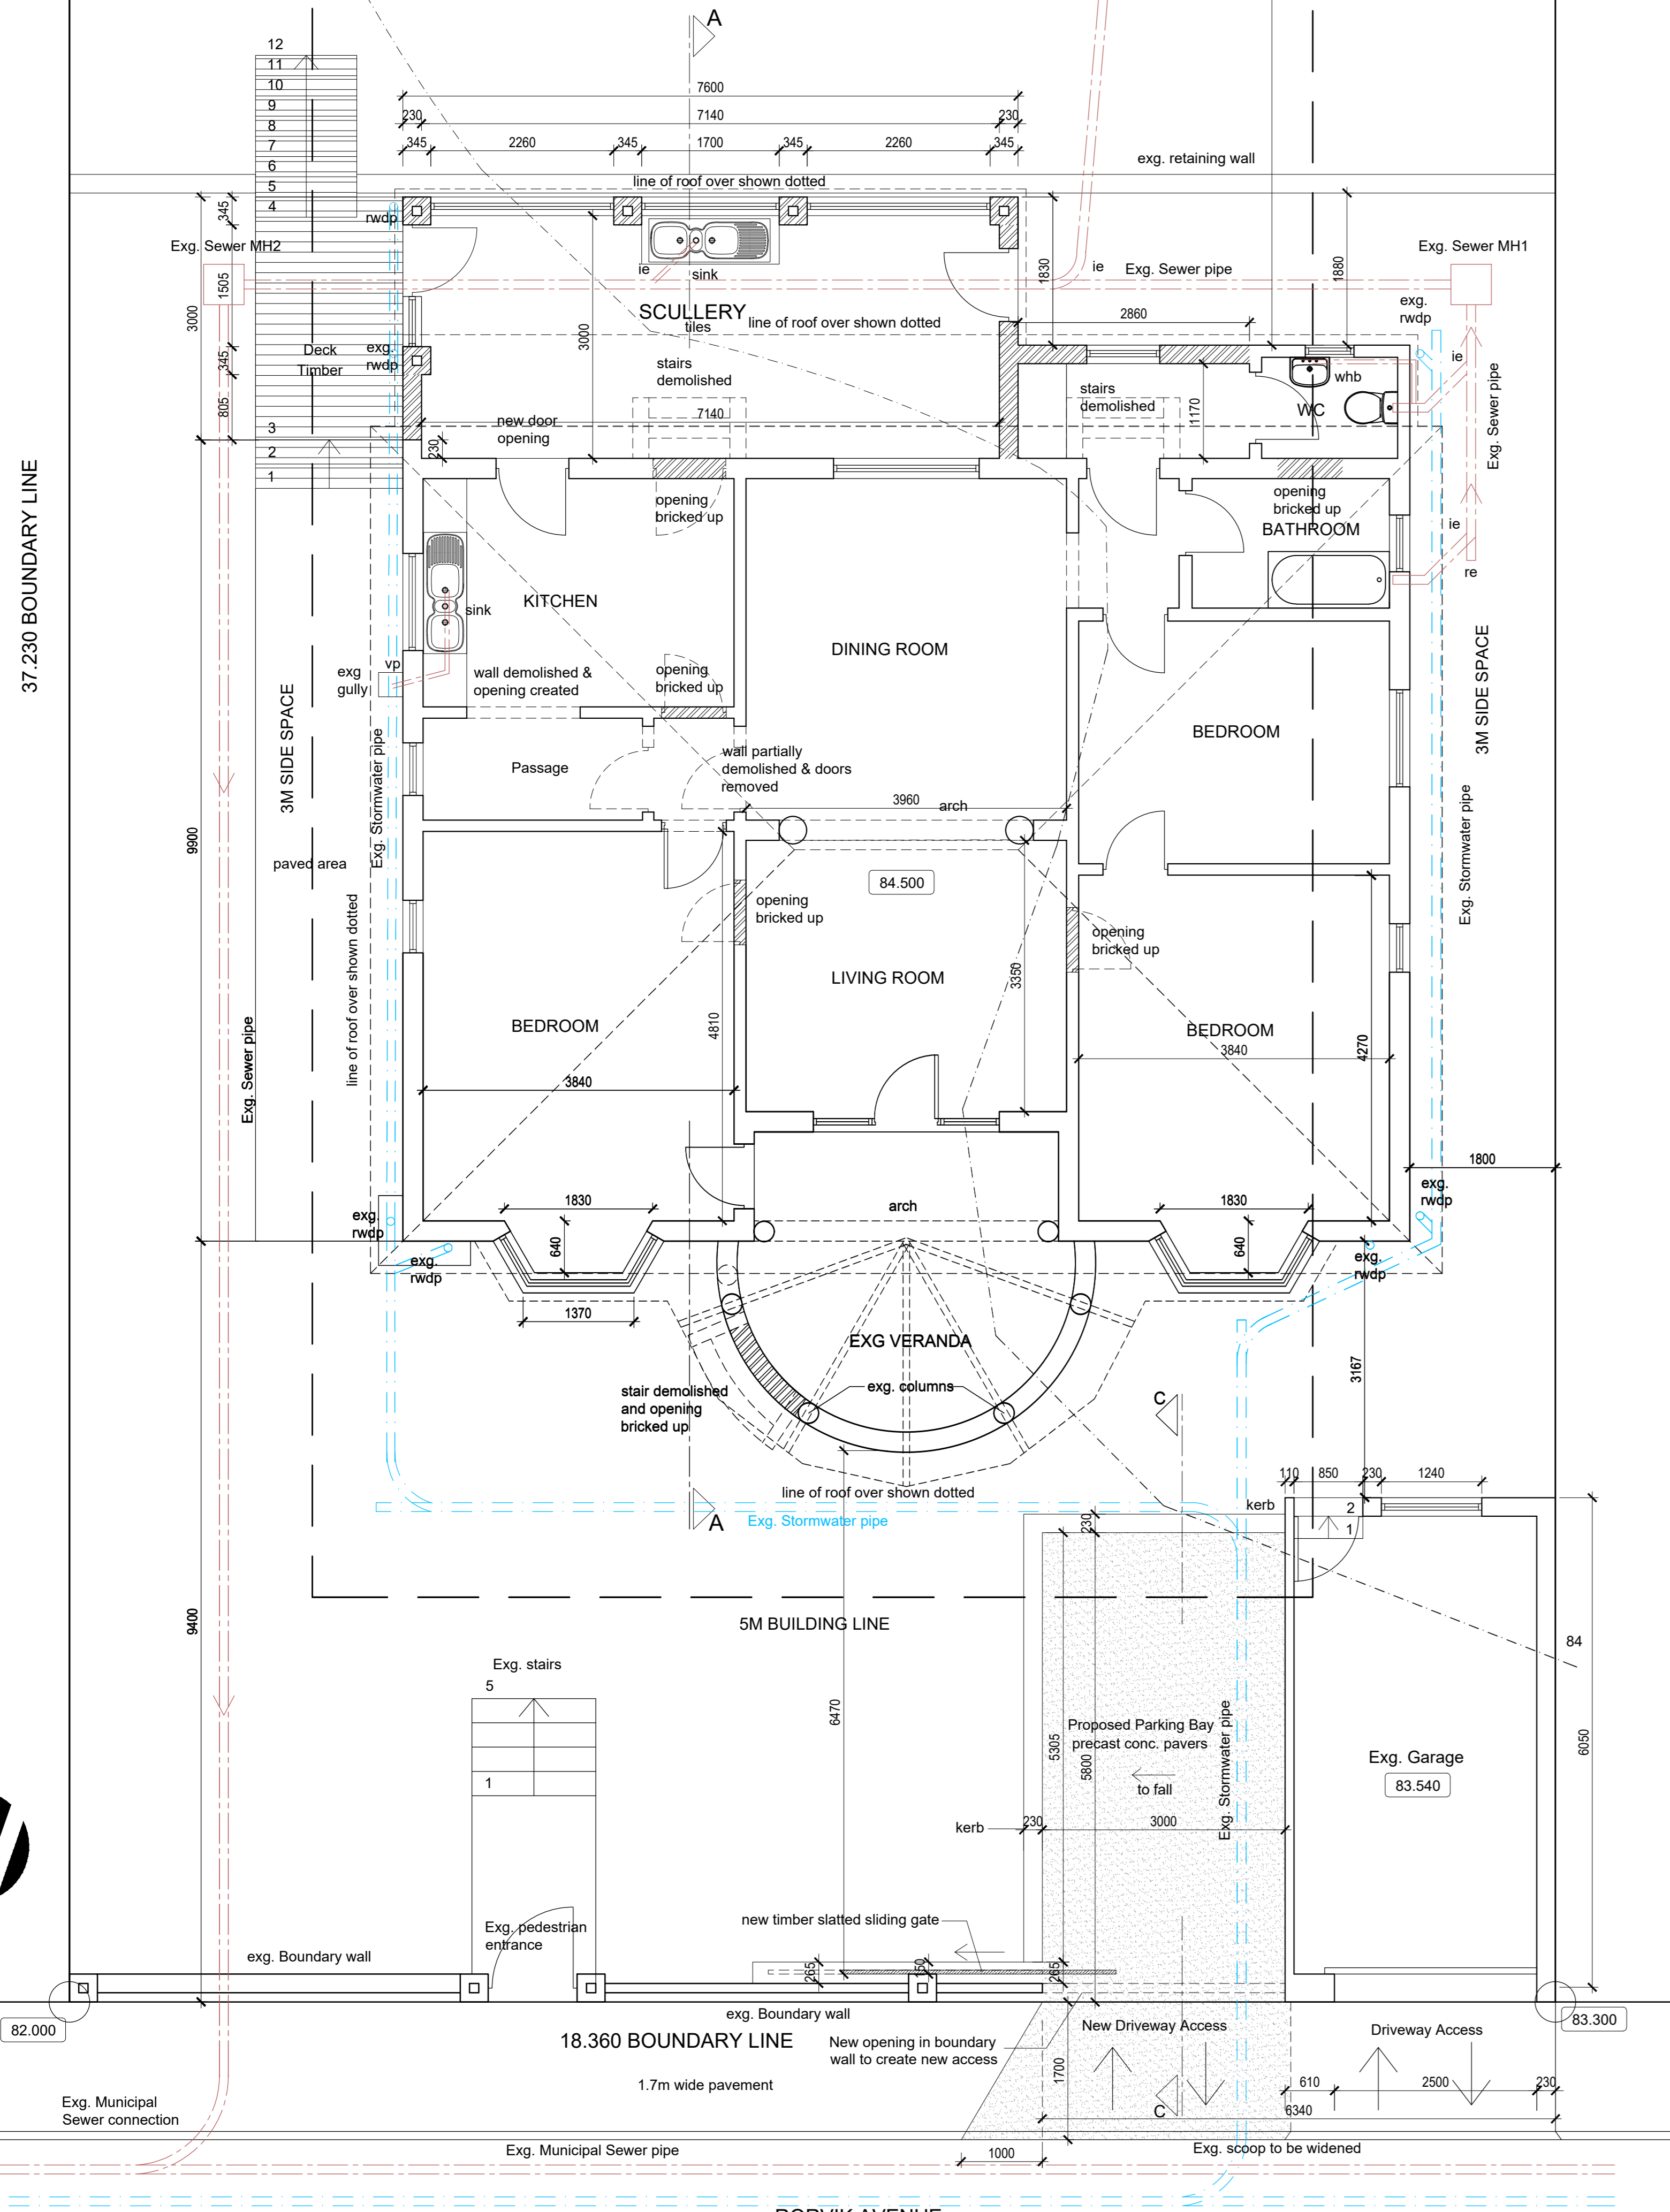 A
12
11
10
9
8
7
6
5
4
7600
230
7140
230
345
2260
345
1700
345
2260
345
exg. retaining wall
line of roof over shown dotted
rwdp
345
Exg. Sewer MH2
ie
sink
ie
Exg. Sewer pipe
Exg. Sewer MH1
1505
3000
1830
1880
SCULLERY
tiles
line of roof over shown dotted
2860
exg.
rwdp
3000
Deck
Timber
exg.
rwdp
345
stairs
demolished
ie
whb
Exg. Sewer pipe
805
stairs
demolished
1170
WC
3
2
1
new door
opening
7140
230
37.230 BOUNDARY LINE
opening
bricked up
opening
bricked up
BATHROOM
ie
re
KITCHEN
sink
DINING ROOM
3M SIDE SPACE
3M SIDE SPACE
exg
gully
vp
wall demolished &
opening created
opening
bricked up
BEDROOM
Passage
wall partially
demolished & doors
removed
Exg. Stormwater pipe
Exg. Stormwater pipe
3960
arch
9900
paved area
84.500
opening
bricked up
opening
bricked up
line of roof over shown dotted
3350
LIVING ROOM
BEDROOM
4810
BEDROOM
3840
4270
Exg. Sewer pipe
3840
1800
1830
640
arch
1830
640
exg.
rwdp
exg.
rwdp
exg.
rwdp
exg.
rwdp
1370
EXG VERANDA
exg. columns
3167
stair demolished
and opening
bricked up
C
110
850
230
1240
line of roof over shown dotted
A
Exg. Stormwater pipe
kerb
230
2
1
5M BUILDING LINE
84
9400
Exg. stairs
5
1
6470
Proposed Parking Bay
precast conc. pavers
to fall
5305
5800
Exg. Stormwater pipe
Exg. Garage
83.540
6050
kerb
230
3000
new timber slatted sliding gate
Exg. pedestrian
entrance
exg. Boundary wall
265
150
265
exg. Boundary wall
82.000
18.360 BOUNDARY LINE
New opening in boundary
wall to create new access
New Driveway Access
Driveway Access
83.300
1.7m wide pavement
1700
610
2500
230
C
6340
Exg. Municipal
Sewer connection
Exg. Municipal Sewer pipe
1000
Exg. scoop to be widened